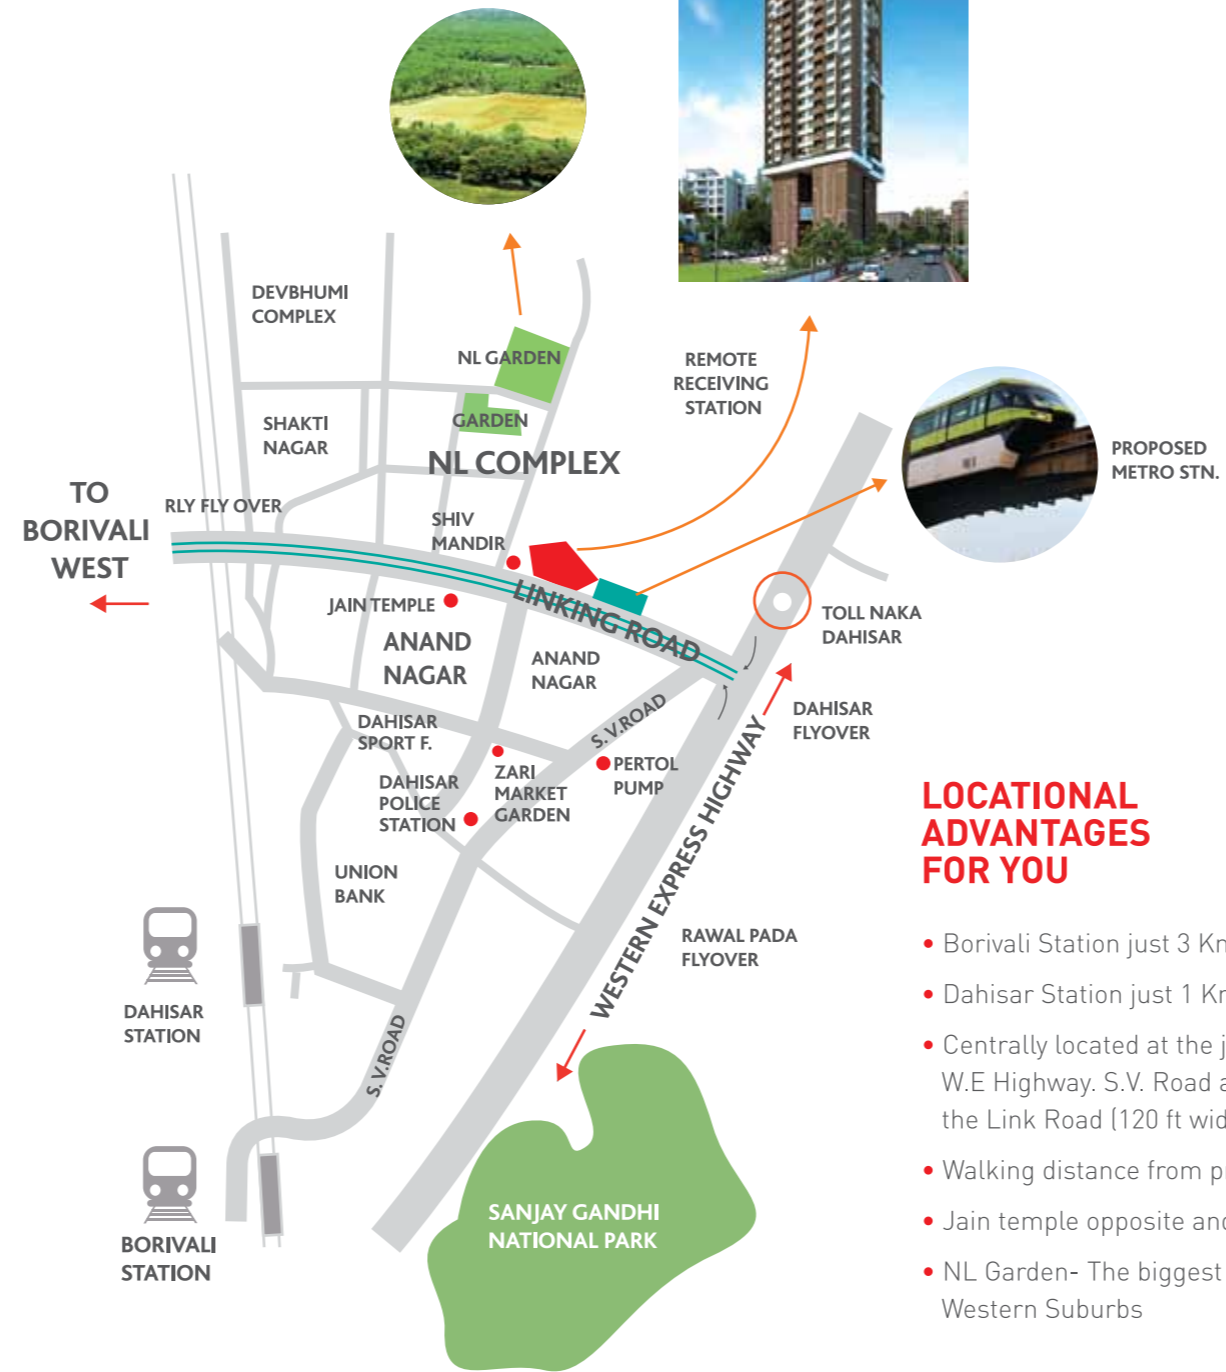 DEVBHUMI
COMPLEX
NL GARDEN
REMOTE
RECEIVING
STATION
SHAKTI
NAGAR
GARDEN
NL COMPLEX
PROPOSED
METRO STN.
TO
BORIVALI
WEST
RLY FLY OVER
SHIV
MANDIR
LINKING ROAD
JAIN TEMPLE
ANAND
NAGAR
ANAND
NAGAR
TOLL NAKA
DAHISAR
DAHISAR
FLYOVER
S.V.ROAD
DAHISAR
SPORT F.
PERTOL
PUMP
ZARI
MARKET
GARDEN
DAHISAR
POLICE
STATION
WESTERN EXPRESS HIGHWAY
UNION
BANK
RAWAL PADA
FLYOVER
DAHISAR
STATION
S.V.ROAD
BORIVALI
STATION
SANJAY GANDHI
NATIONAL PARK
LOCATIONAL
ADVANTAGES
FOR YOU
• Borivali Station just 3
• Dahisar Station just 1
• Centrally located at the
W.E Highway. S.V. Road
the Link Road (120 ft
• Walking distance from
• Jain temple opposite
• NL Garden- The biggest
Western Suburbs